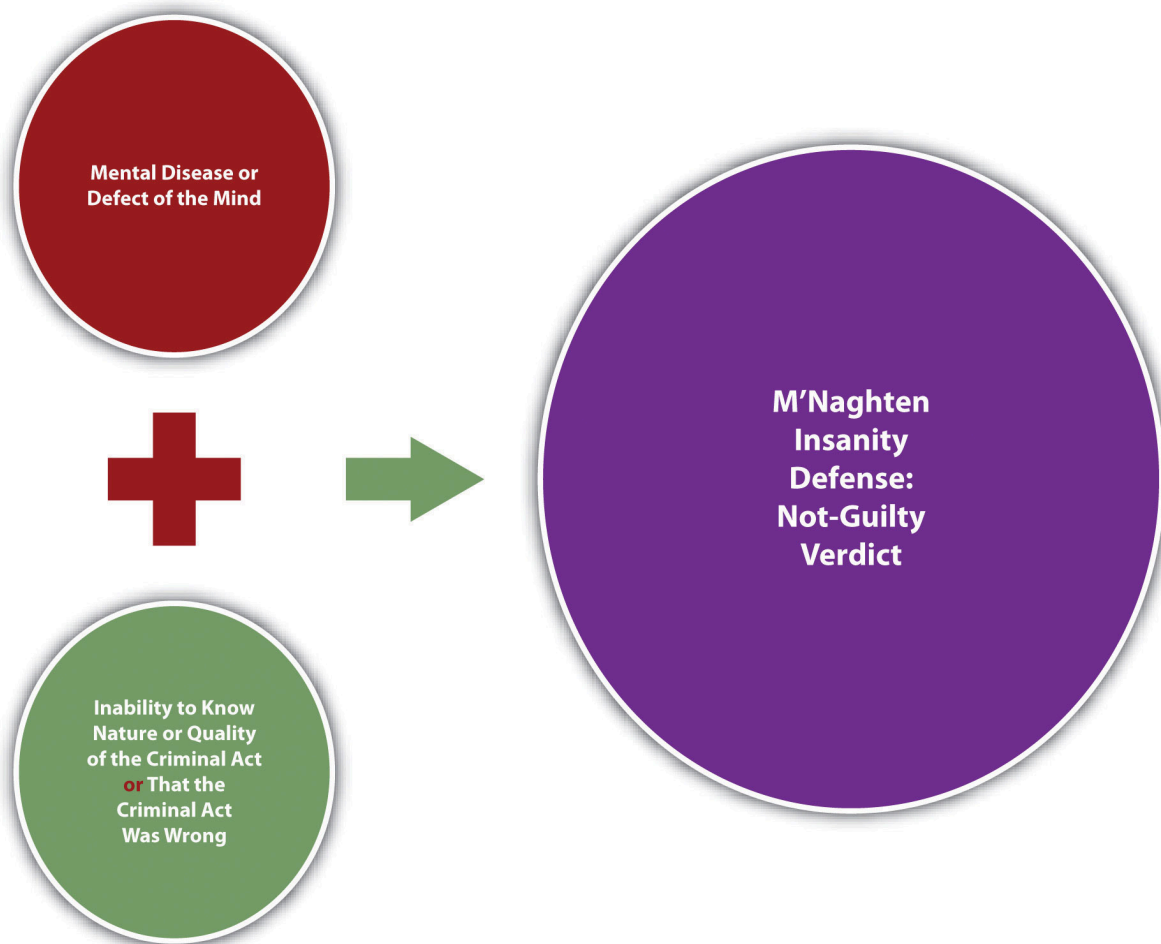 Mental Disease or
Defect of the Mind
Inability to Know
Nature or Quality
of the Criminal Act
or That the
Criminal Act
Was Wrong
M’Naghten
Insanity
Defense:
Not-Guilty
Verdict